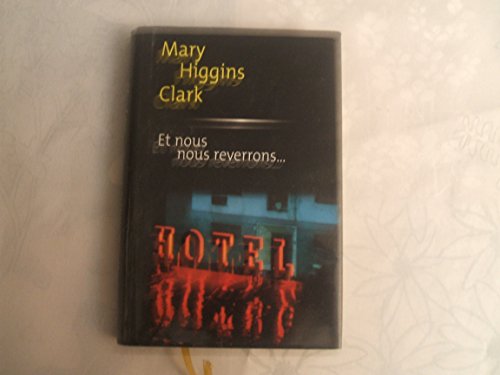 Mary
Higgins
Clark
Et nous
nous reverrons...
HOTEL